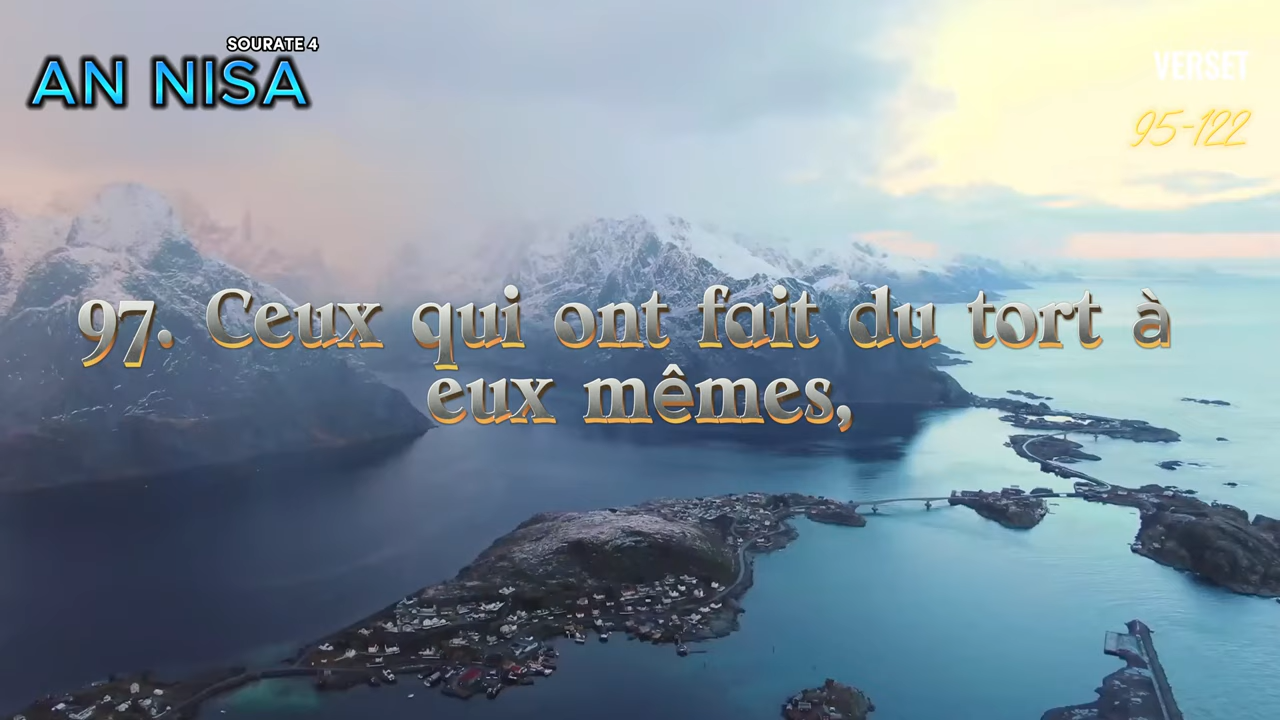 SOURATE 4
AN NISA
VERSET
95-122
97. Ceux qui ont fait du tort à
eux mêmes,